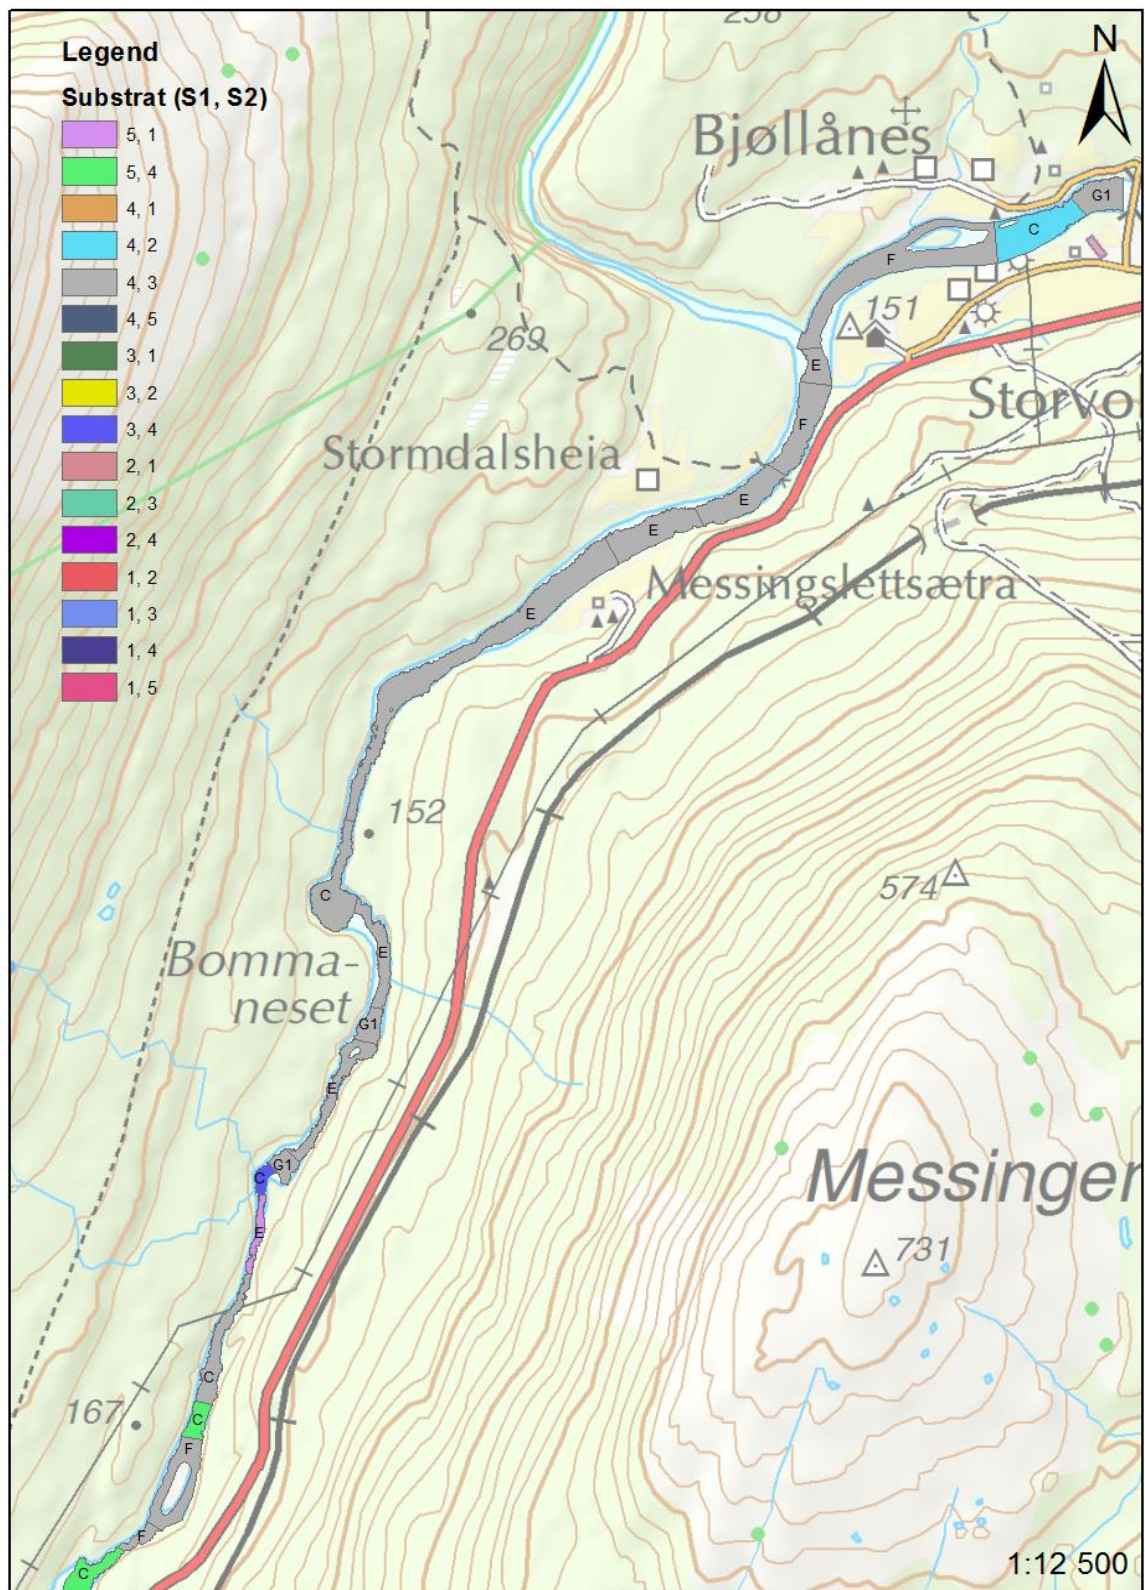 258
Legend
N
Substrat (S1, S2)
5, 1
5, 4
4, 1
4, 2
4, 3
4, 5
3, 1
3, 2
3, 4
2, 1
2, 3
2, 4
1, 2
1, 3
1, 4
1, 5
Bjøllånes
G1
C
F
151
269
E
F
Storvo
Stormdalsheia
E
E
Messingslettsætra
E
152
574
C
E
Bomma-
neset
G1
E
G1
C
Messinger
E
731
C
167
C
F
F
C
1:12 500